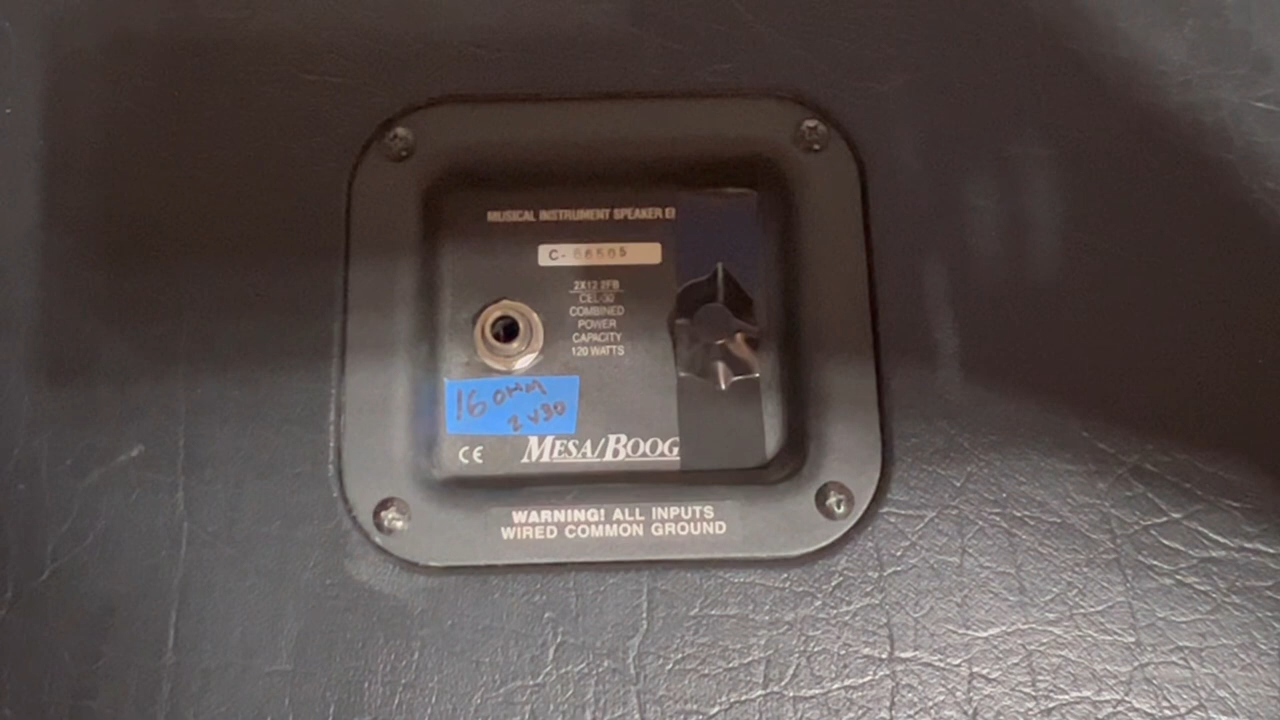 MUSICAL INSTRUMENT SPEAKER E
C- 06505
2X12 2FB
CEL-30
COMBINED
POWER
CAPACITY
120 WATTS
16 OHM
2 V30
CE
MESA/BOOG
WARNING! ALL INPUTS
WIRED COMMON GROUND